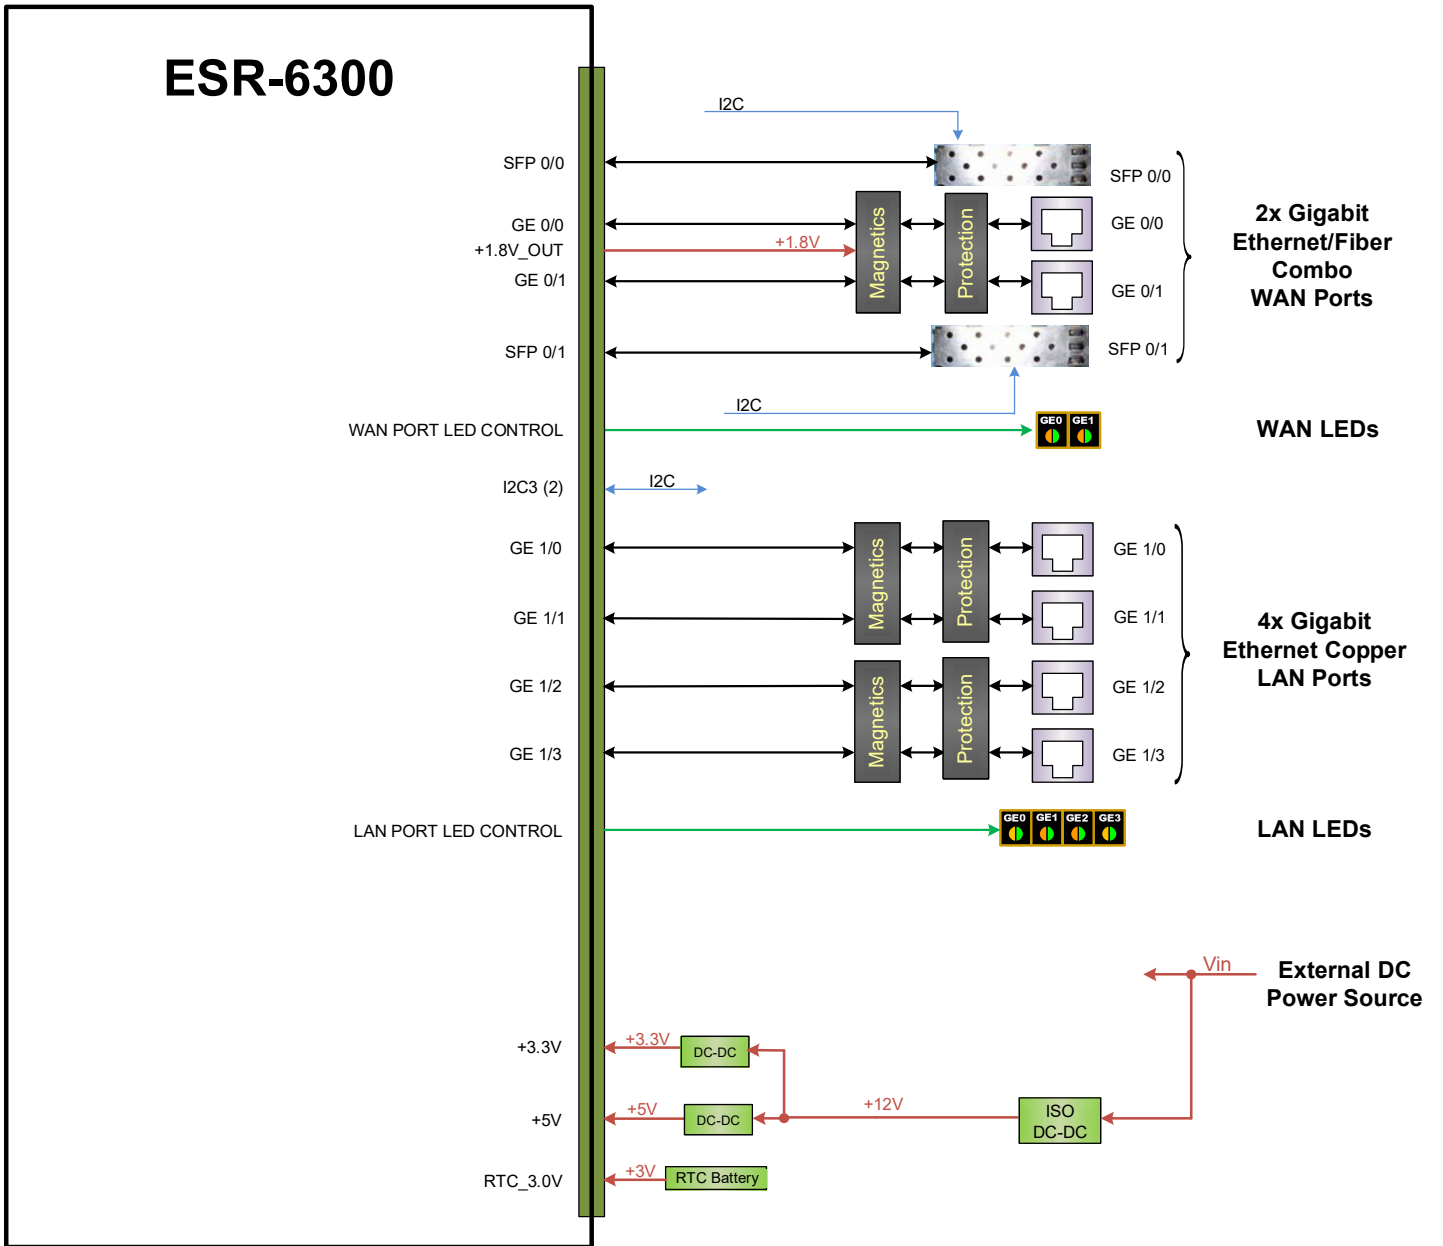 ESR-6300
I2C
SFP 0/0
SFP 0/0
GE 0/0
+1.8V_OUT
GE 0/1
+1.8V
Magnetics
Protection
GE 0/0
GE 0/1
2x Gigabit
Ethernet/Fiber
Combo
WAN Ports
SFP 0/1
SFP 0/1
I2C
WAN PORT LED CONTROL
GE0 GE1
WAN LEDs
I2C3 (2)
I2C
GE 1/0
GE 1/1
Magnetics
Protection
GE 1/0
GE 1/1
4x Gigabit
Ethernet Copper
LAN Ports
GE 1/2
GE 1/3
Magnetics
Protection
GE 1/2
GE 1/3
LAN PORT LED CONTROL
GE0 GE1 GE2 GE3
LAN LEDs
Vin
External DC
Power Source
+3.3V
+3.3V
DC-DC
+5V
+5V
DC-DC
+12V
ISO
DC-DC
RTC_3.0V
+3V
RTC Battery